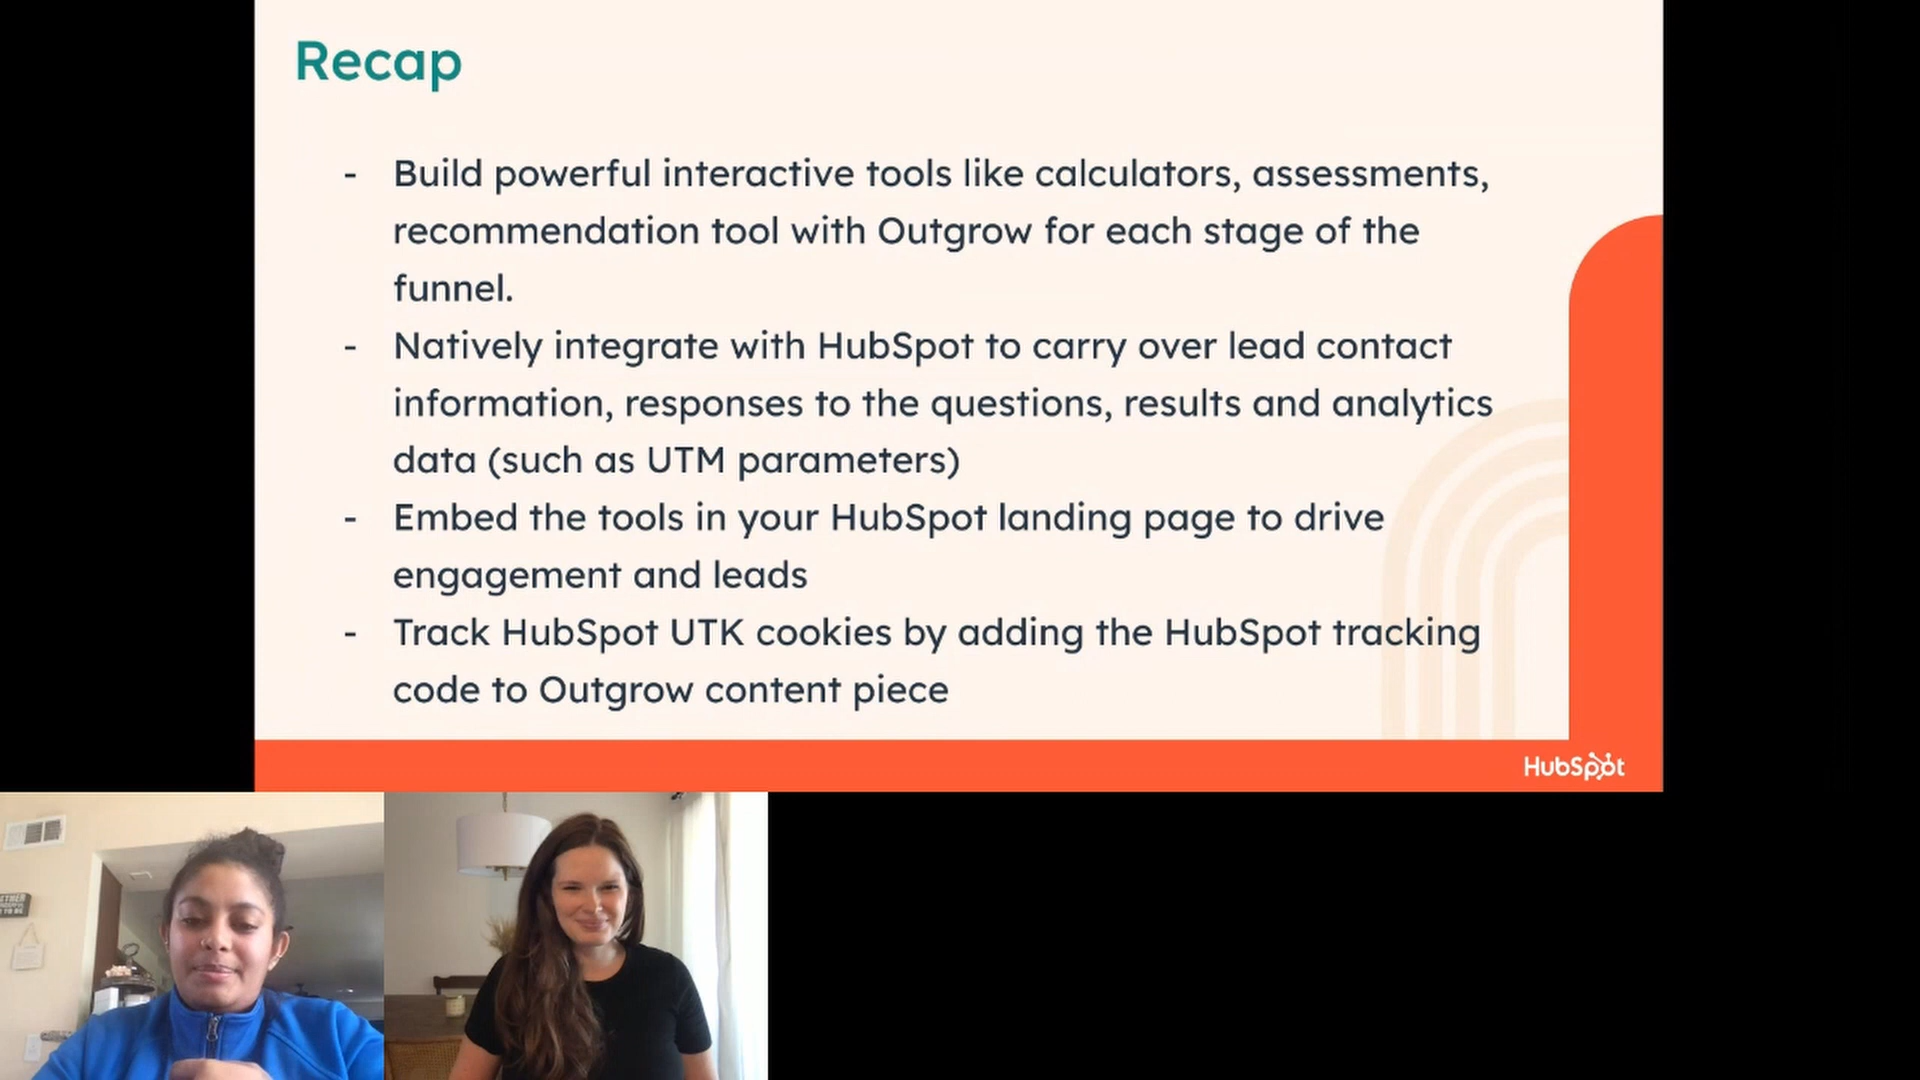 Recap
- Build powerful interactive tools like calculators, assessments,
recommendation tool with Outgrow for each stage of the
funnel.
- Natively integrate with HubSpot to carry over lead contact
information, responses to the questions, results and analytics
data (such as UTM parameters)
- Embed the tools in your HubSpot landing page to drive
engagement and leads
- Track HubSpot UTK cookies by adding the HubSpot tracking
code to Outgrow content piece
HubSpot